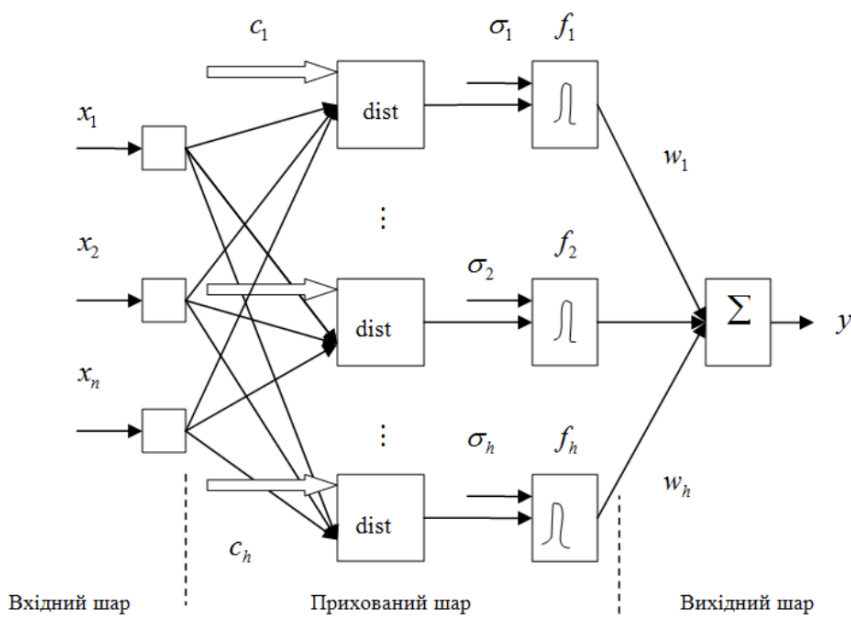 c₁ σ₁ f₁
x₁ dist w₁
⋮
x₂ σ₂ f₂
dist Σ y
xₙ
⋮ σₕ fₕ
dist wₕ
cₕ
Вхідний шар Прихований шар Вихідний шар